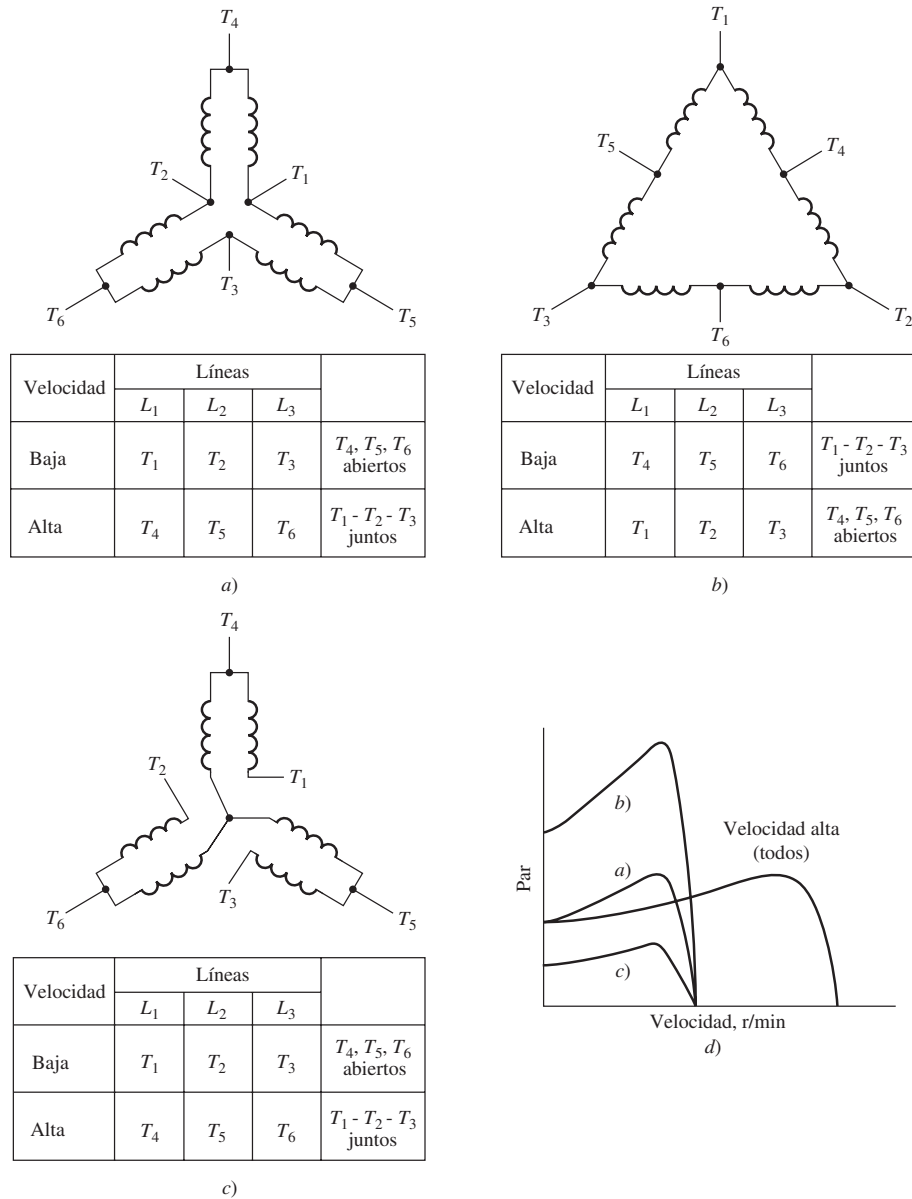 T₄
T₂
T₁
T₃
T₆
T₅
Velocidad
Líneas
L₁ L₂ L₃
Baja T₁ T₂ T₃ T₄, T₅, T₆
abiertos
Alta T₄ T₅ T₆ T₁ - T₂ - T₃
juntos
a)
T₁
T₅
T₄
T₃
T₆
T₂
Velocidad
Líneas
L₁ L₂ L₃
Baja T₄ T₅ T₆ T₁ - T₂ - T₃
juntos
Alta T₁ T₂ T₃ T₄, T₅, T₆
abiertos
b)
T₄
T₂
T₁
T₃
T₆
T₅
Velocidad
Líneas
L₁ L₂ L₃
Baja T₁ T₂ T₃ T₄, T₅, T₆
abiertos
Alta T₄ T₅ T₆ T₁ - T₂ - T₃
juntos
c)
Par
b)
Velocidad alta
(todos)
a)
c)
Velocidad, r/min
d)